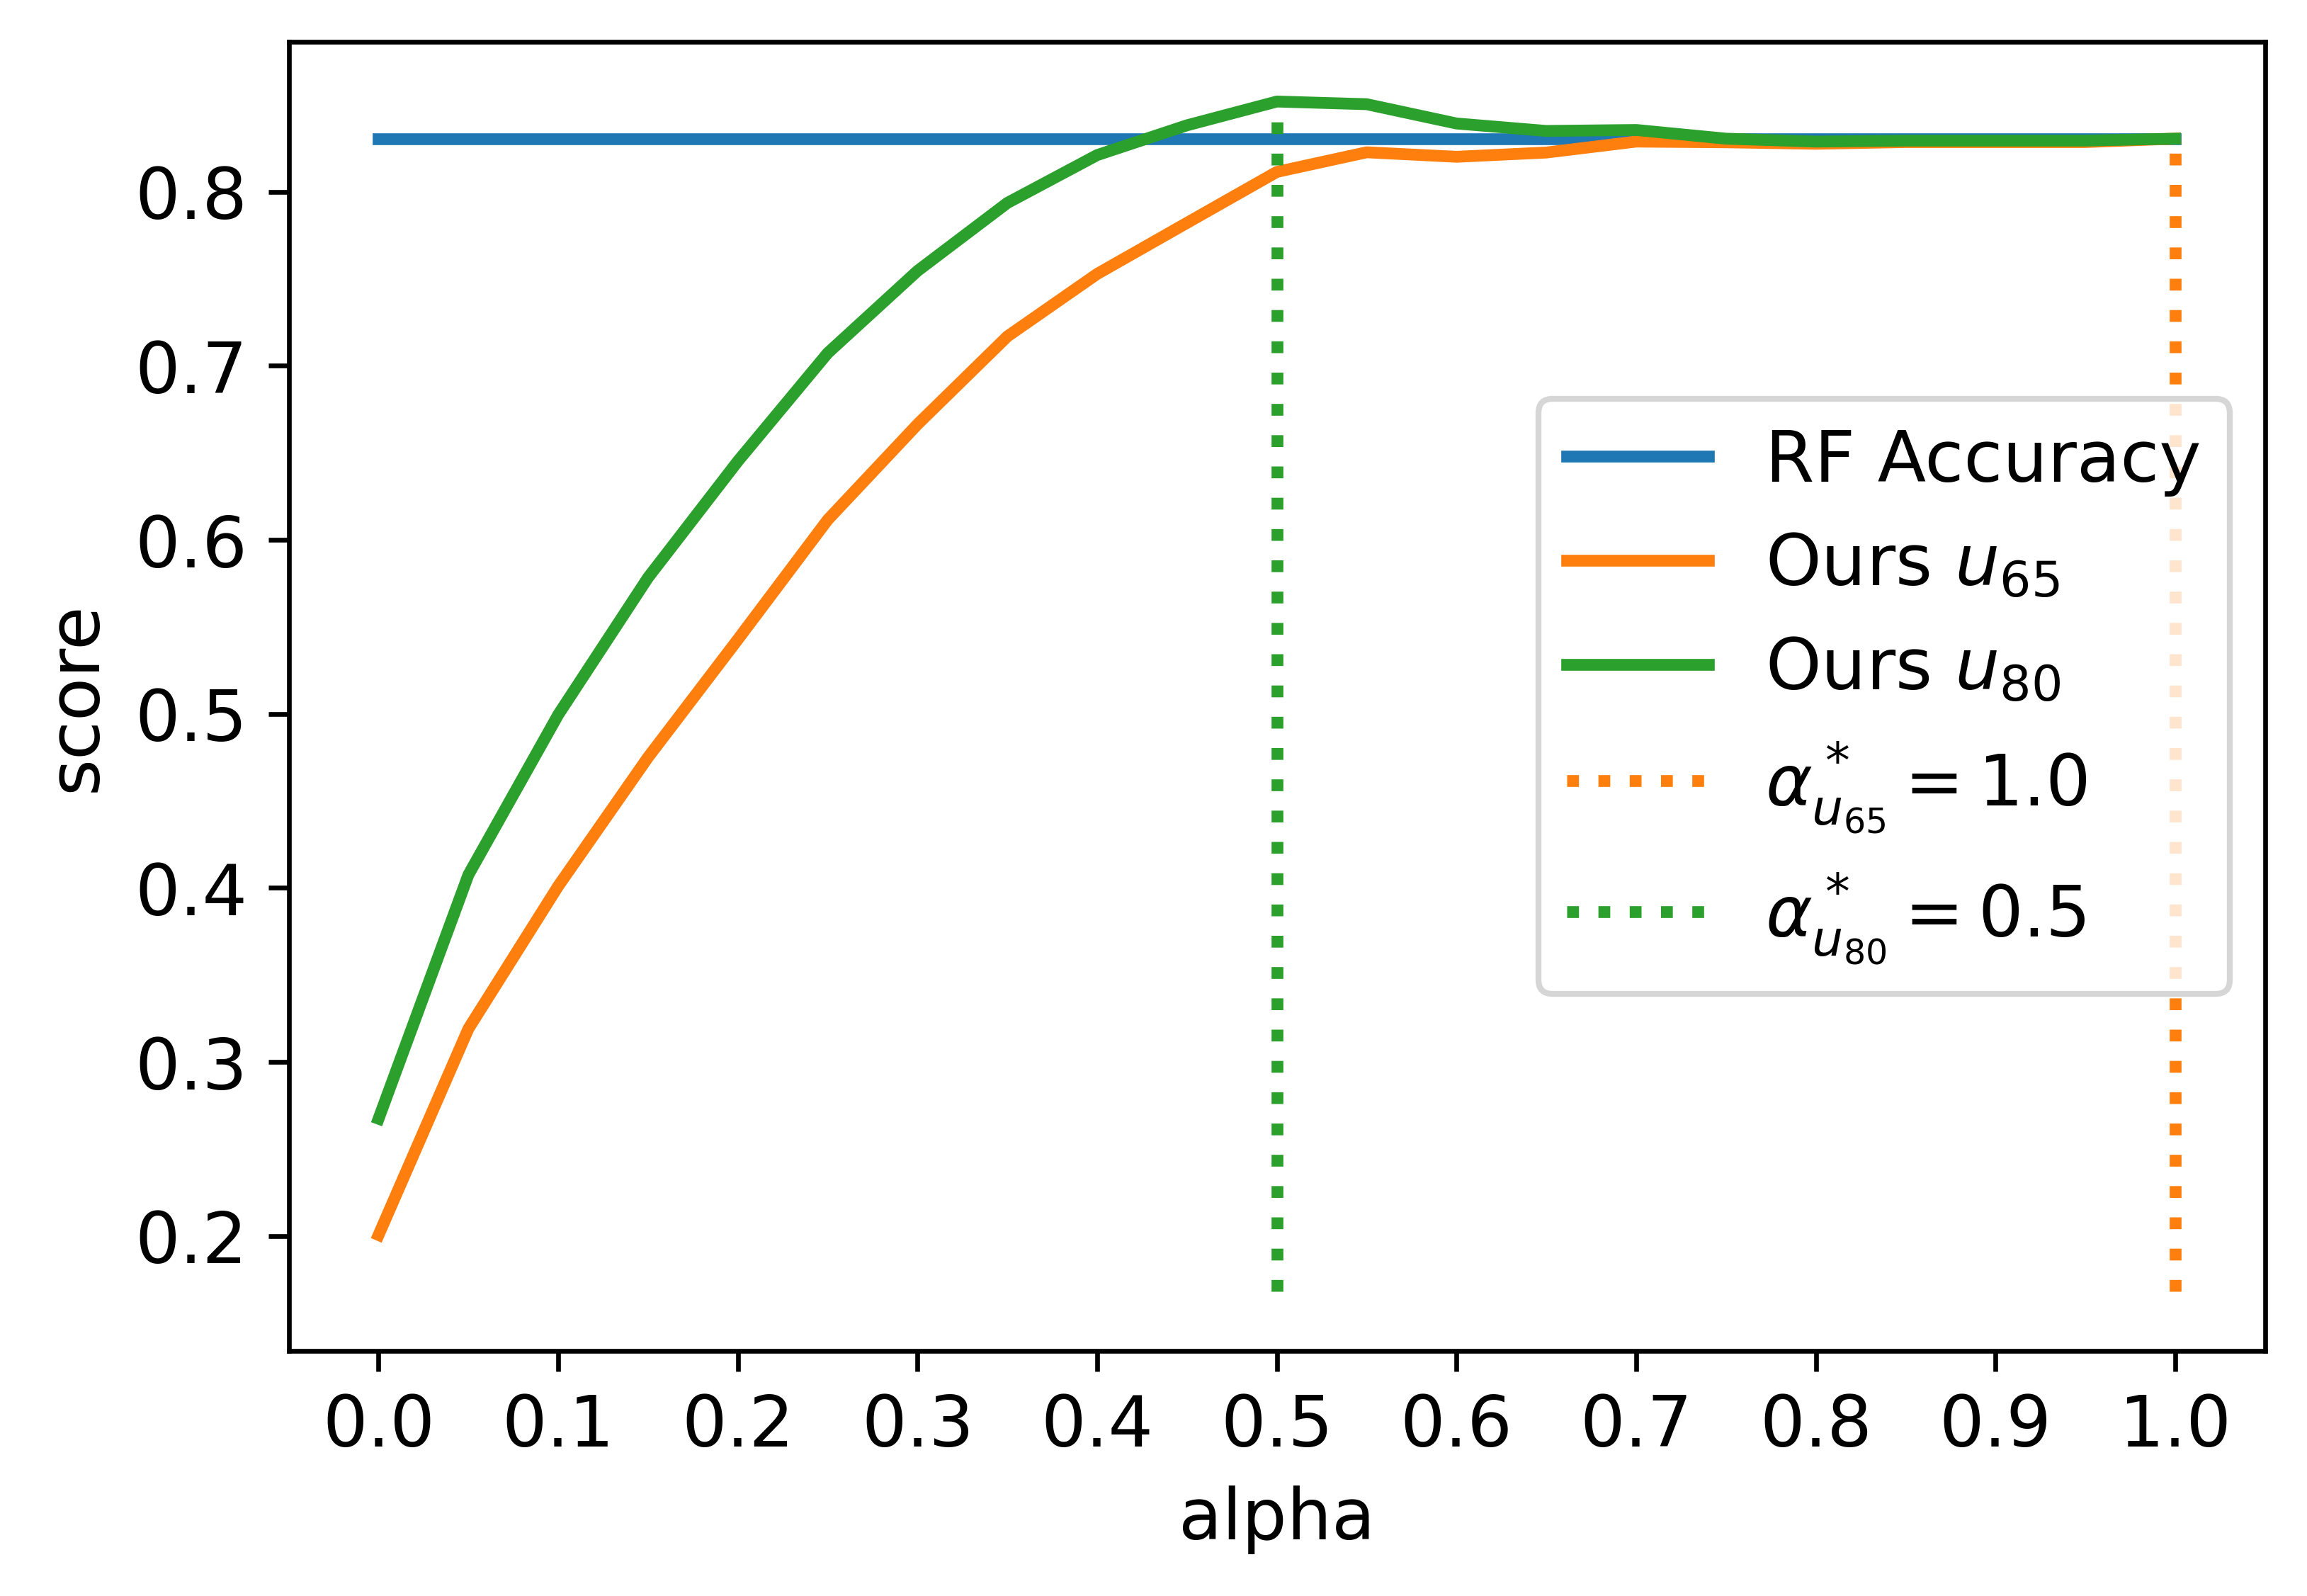 score
0.8
0.7
0.6
0.5
0.4
0.3
0.2
RF Accuracy
Ours u₆₅
Ours u₈₀
α*u₆₅ = 1.0
α*u₈₀ = 0.5
0.0 0.1 0.2 0.3 0.4 0.5 0.6 0.7 0.8 0.9 1.0
alpha